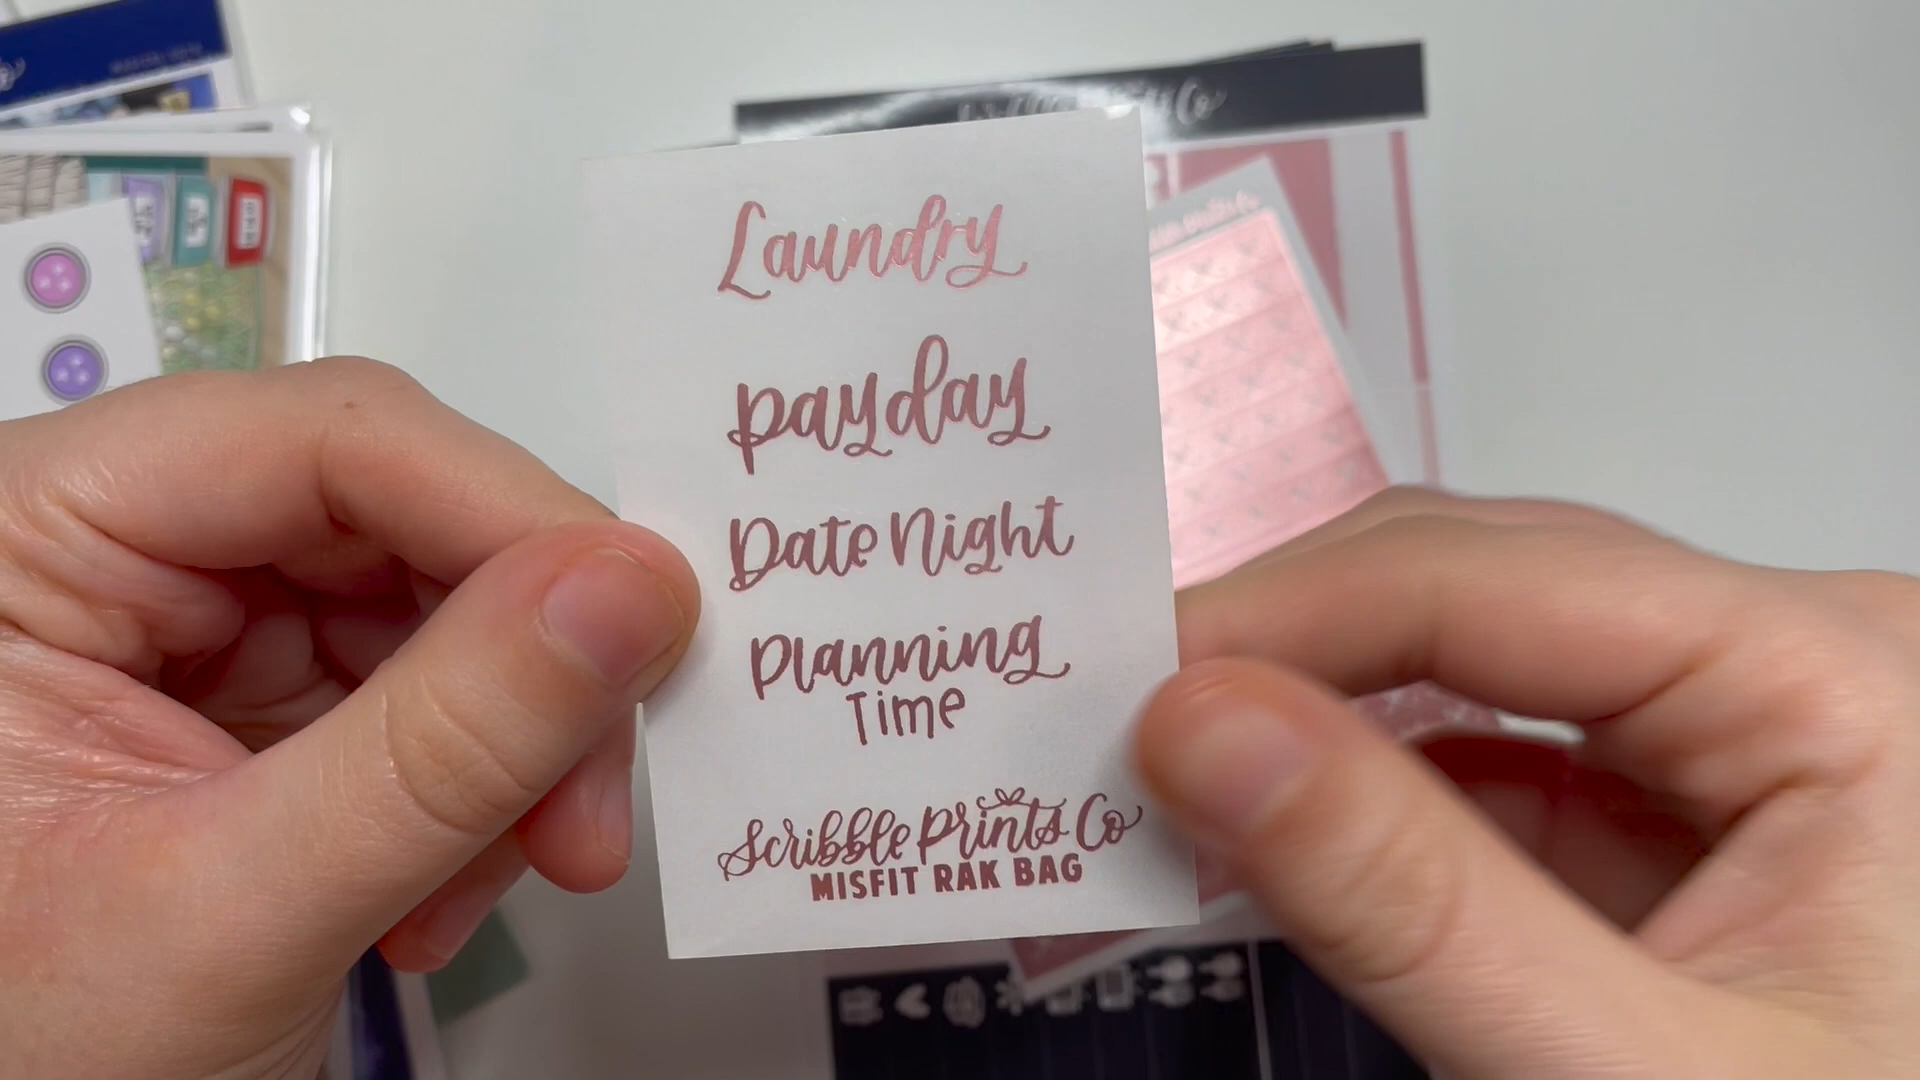 Laundry
payday
Date Night
Planning
Time
Scribble Prints Co
MISFIT RAK BAG